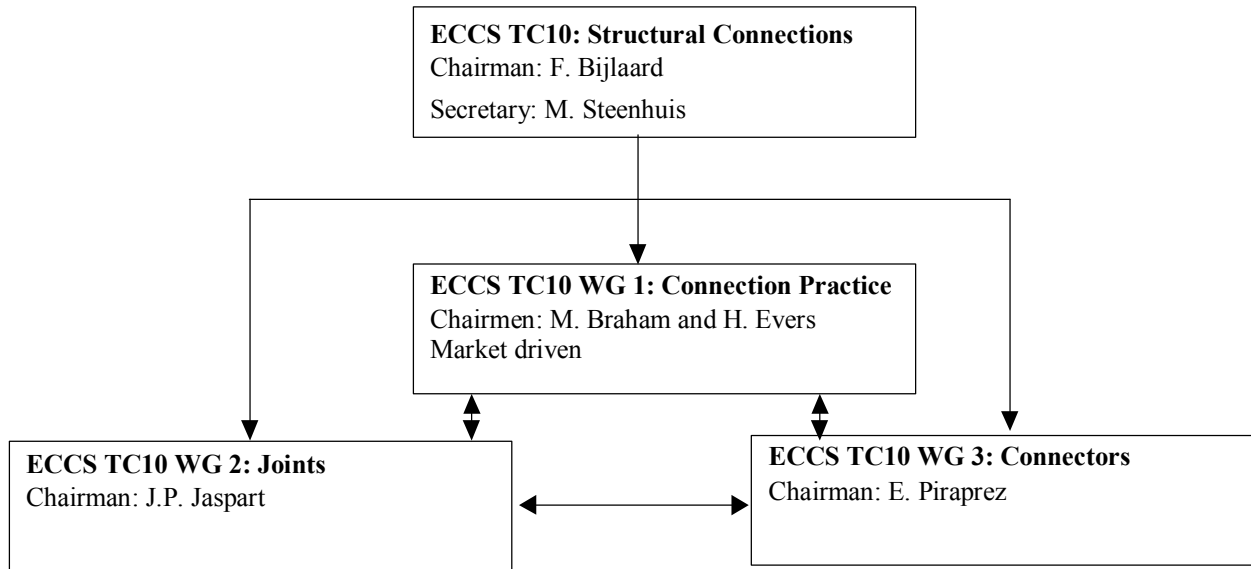 ECCS TC10: Structural Connections
Chairman: F. Bijlaard
Secretary: M. Steenhuis
ECCS TC10 WG 1: Connection Practice
Chairmen: M. Braham and H. Evers
Market driven
ECCS TC10 WG 2: Joints
Chairman: J.P. Jaspart
ECCS TC10 WG 3: Connectors
Chairman: E. Piraprez